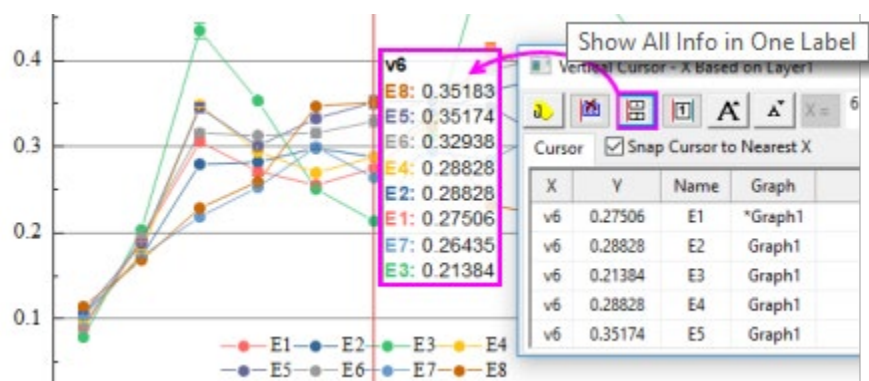 Show All Info in One Label
Vertical Cursor - X Based on Layer1
X = 6
Cursor Snap Cursor to Nearest X
X Y Name Graph
v6 0.27506 E1 *Graph1
v6 0.28828 E2 Graph1
v6 0.21384 E3 Graph1
v6 0.28828 E4 Graph1
v6 0.35174 E5 Graph1
v6
E8: 0.35183
E5: 0.35174
E6: 0.32938
E4: 0.28828
E2: 0.28828
E1: 0.27506
E7: 0.26435
E3: 0.21384
0.4
0.3
0.2
0.1
E1 E2 E3 E4
E5 E6 E7 E8